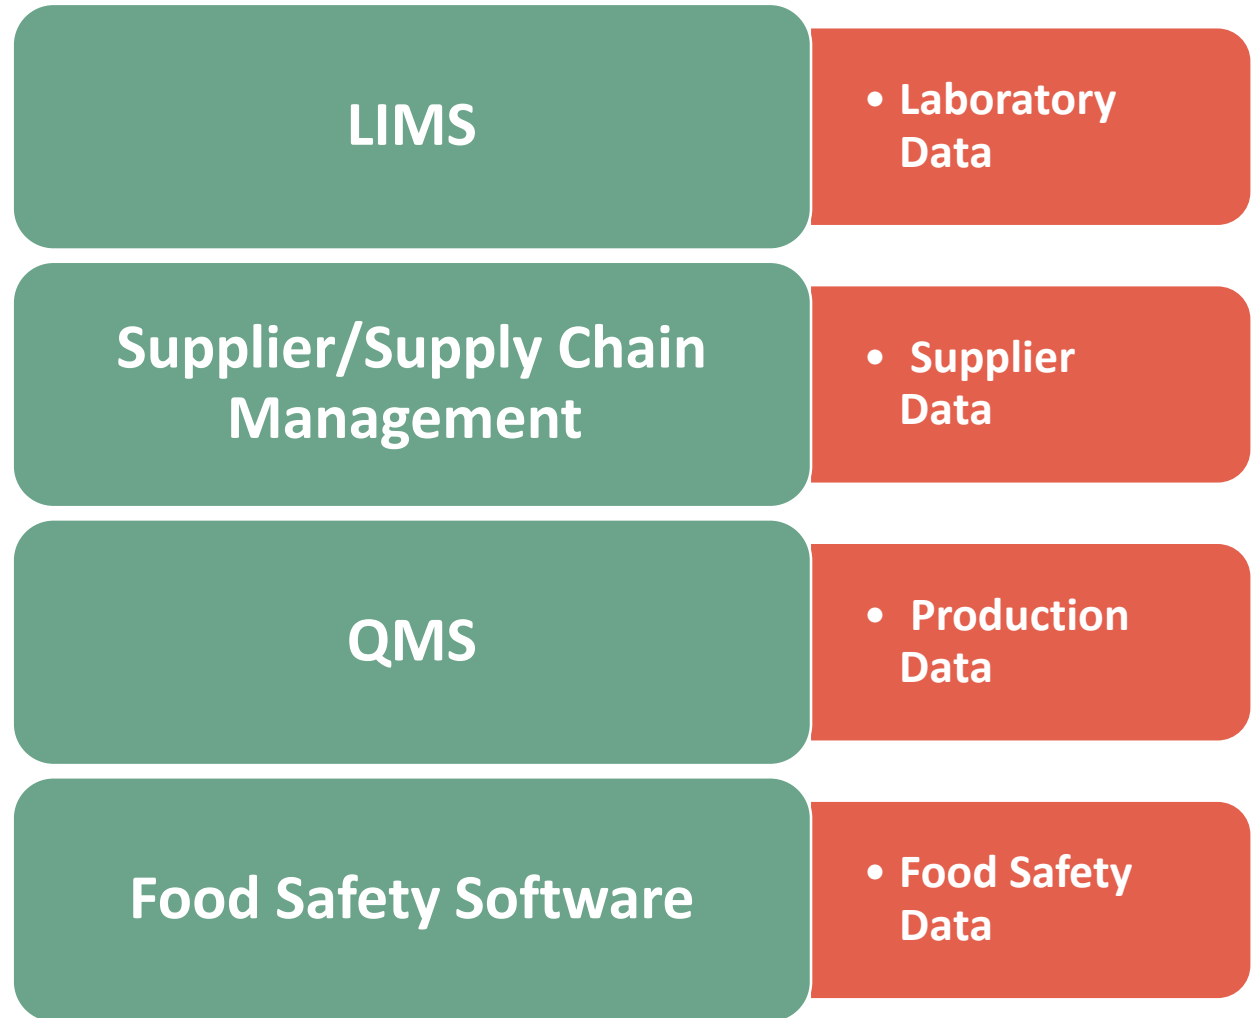 LIMS
• Laboratory
Data
Supplier/Supply Chain
Management
• Supplier
Data
QMS
• Production
Data
Food Safety Software
• Food Safety
Data